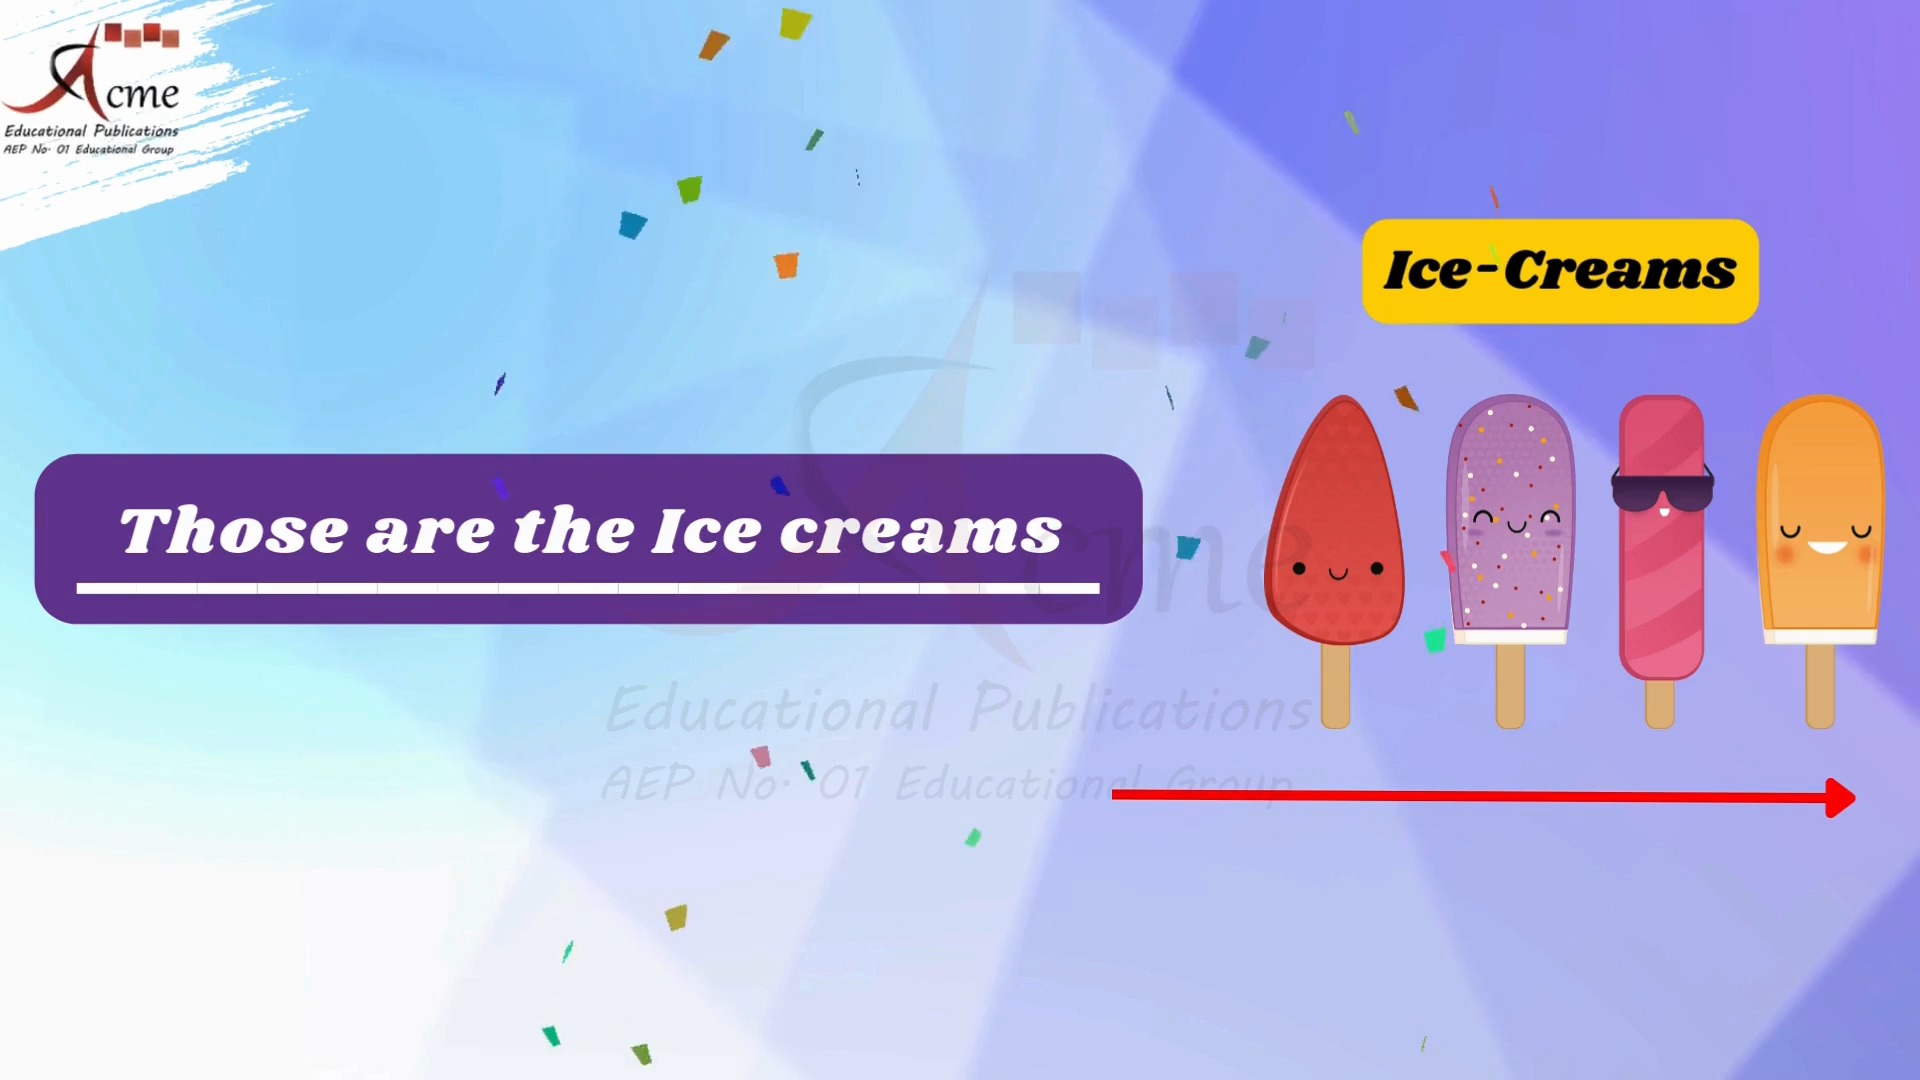 Acme
Educational Publications
AEP No. 01 Educational Group
Ice-Creams
Those are the Ice creams
Acme
Educational Publications
AEP No. 01 Educational Group